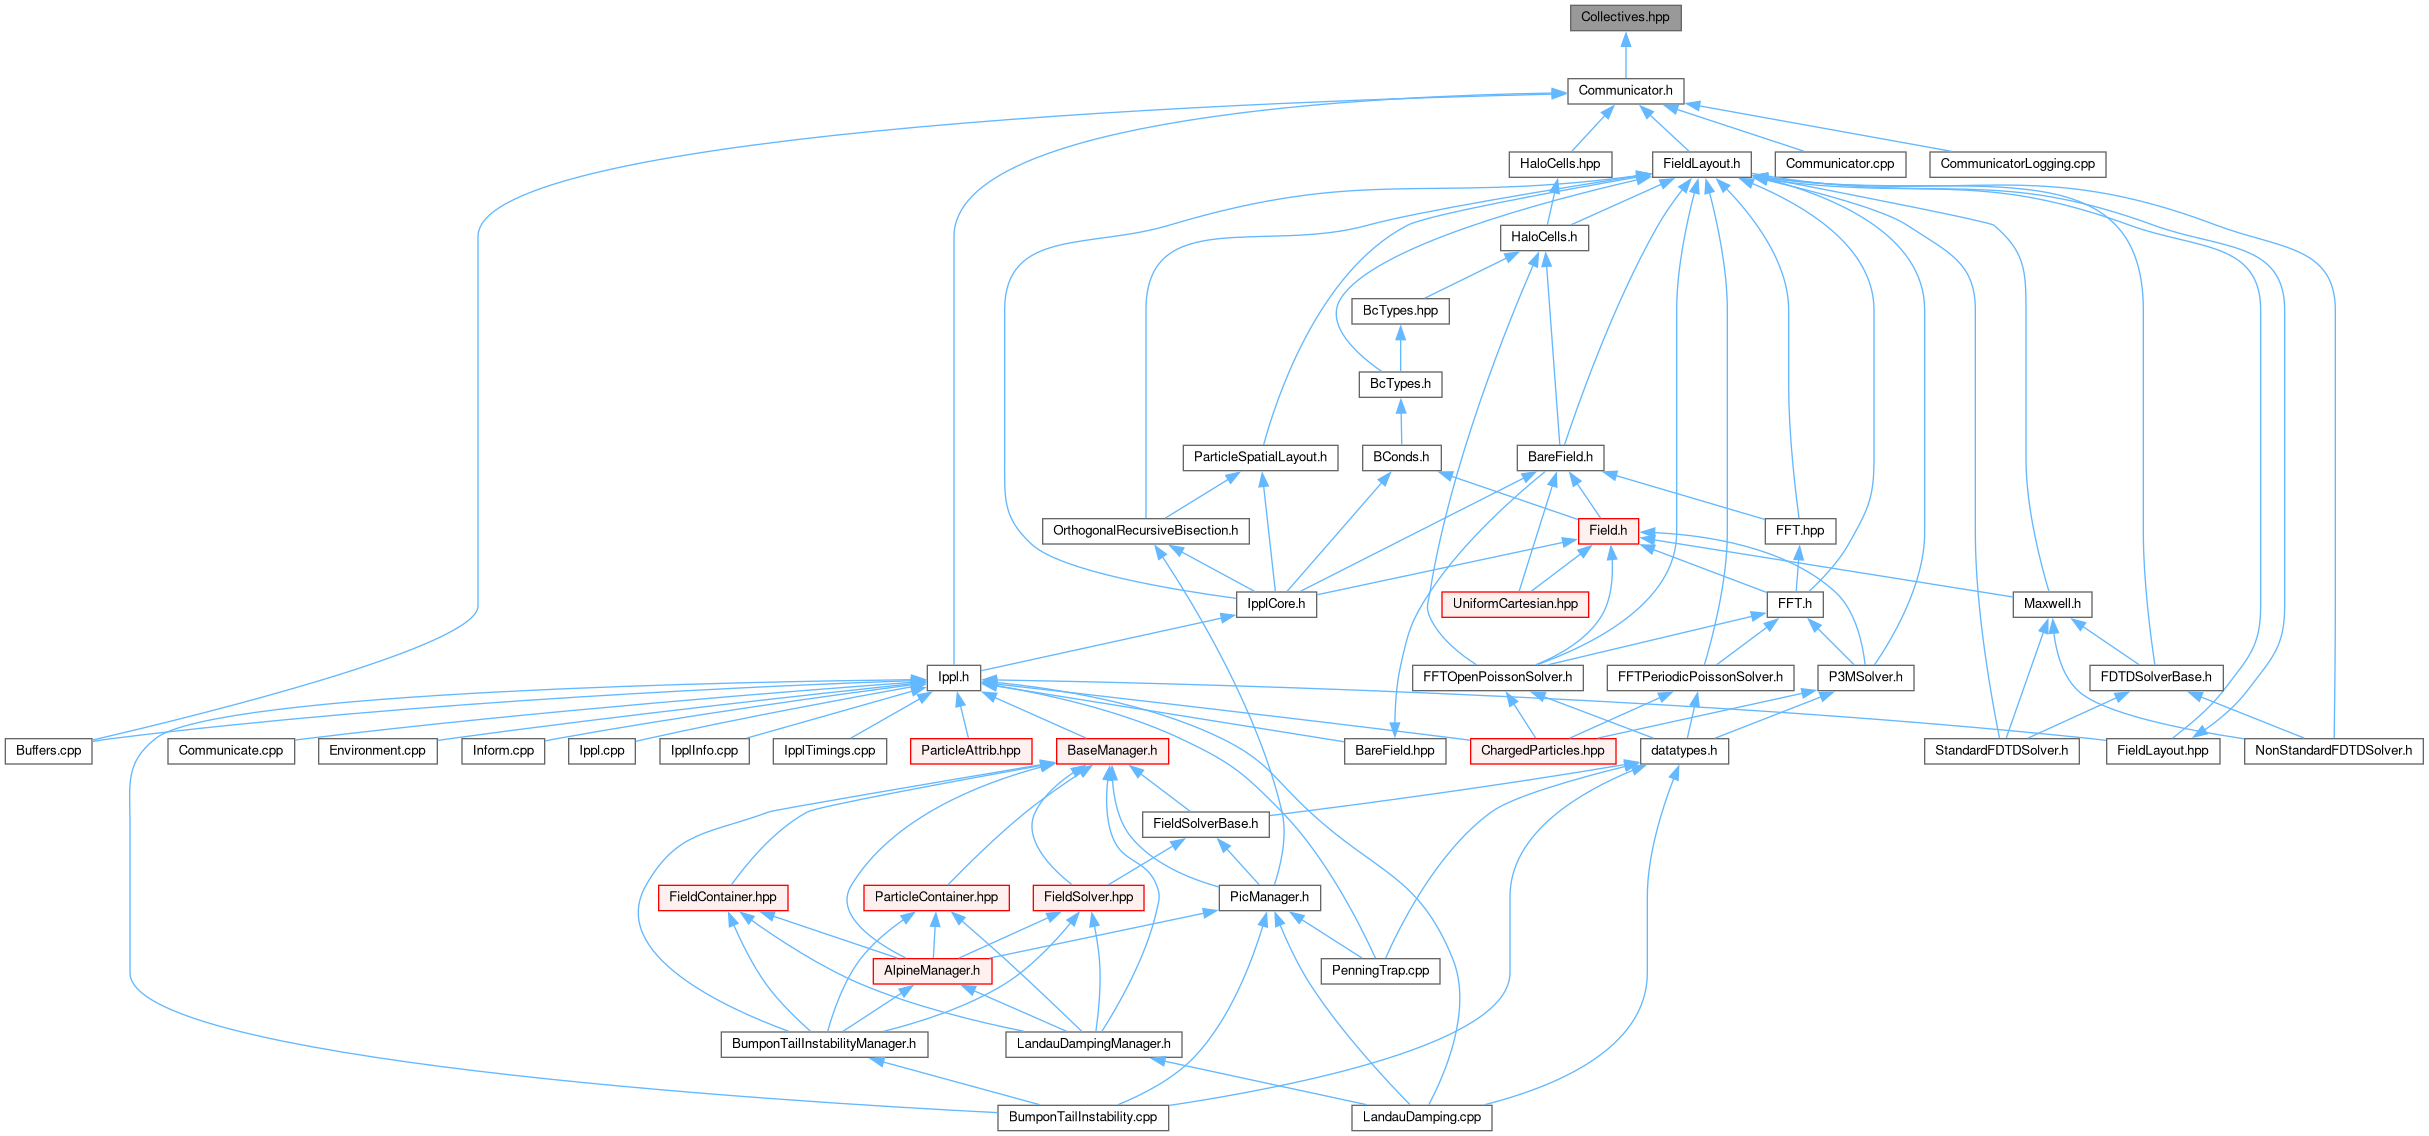 Collectives.hpp
Communicator.h
HaloCells.hpp
FieldLayout.h
Communicator.cpp
CommunicatorLogging.cpp
HaloCells.h
BcTypes.hpp
BcTypes.h
ParticleSpatialLayout.h
BConds.h
BareField.h
OrthogonalRecursiveBisection.h
Field.h
FFT.hpp
IpplCore.h
UniformCartesian.hpp
FFT.h
Maxwell.h
Ippl.h
FFTOpenPoissonSolver.h
FFTPeriodicPoissonSolver.h
P3MSolver.h
FDTDSolverBase.h
Buffers.cpp
Communicate.cpp
Environment.cpp
Inform.cpp
Ippl.cpp
IpplInfo.cpp
IpplTimings.cpp
ParticleAttrib.hpp
BaseManager.h
BareField.hpp
ChargedParticles.hpp
datatypes.h
StandardFDTDSolver.h
FieldLayout.hpp
NonStandardFDTDSolver.h
FieldSolverBase.h
FieldContainer.hpp
ParticleContainer.hpp
FieldSolver.hpp
PicManager.h
AlpineManager.h
PenningTrap.cpp
BumponTailInstabilityManager.h
LandauDampingManager.h
BumponTailInstability.cpp
LandauDamping.cpp